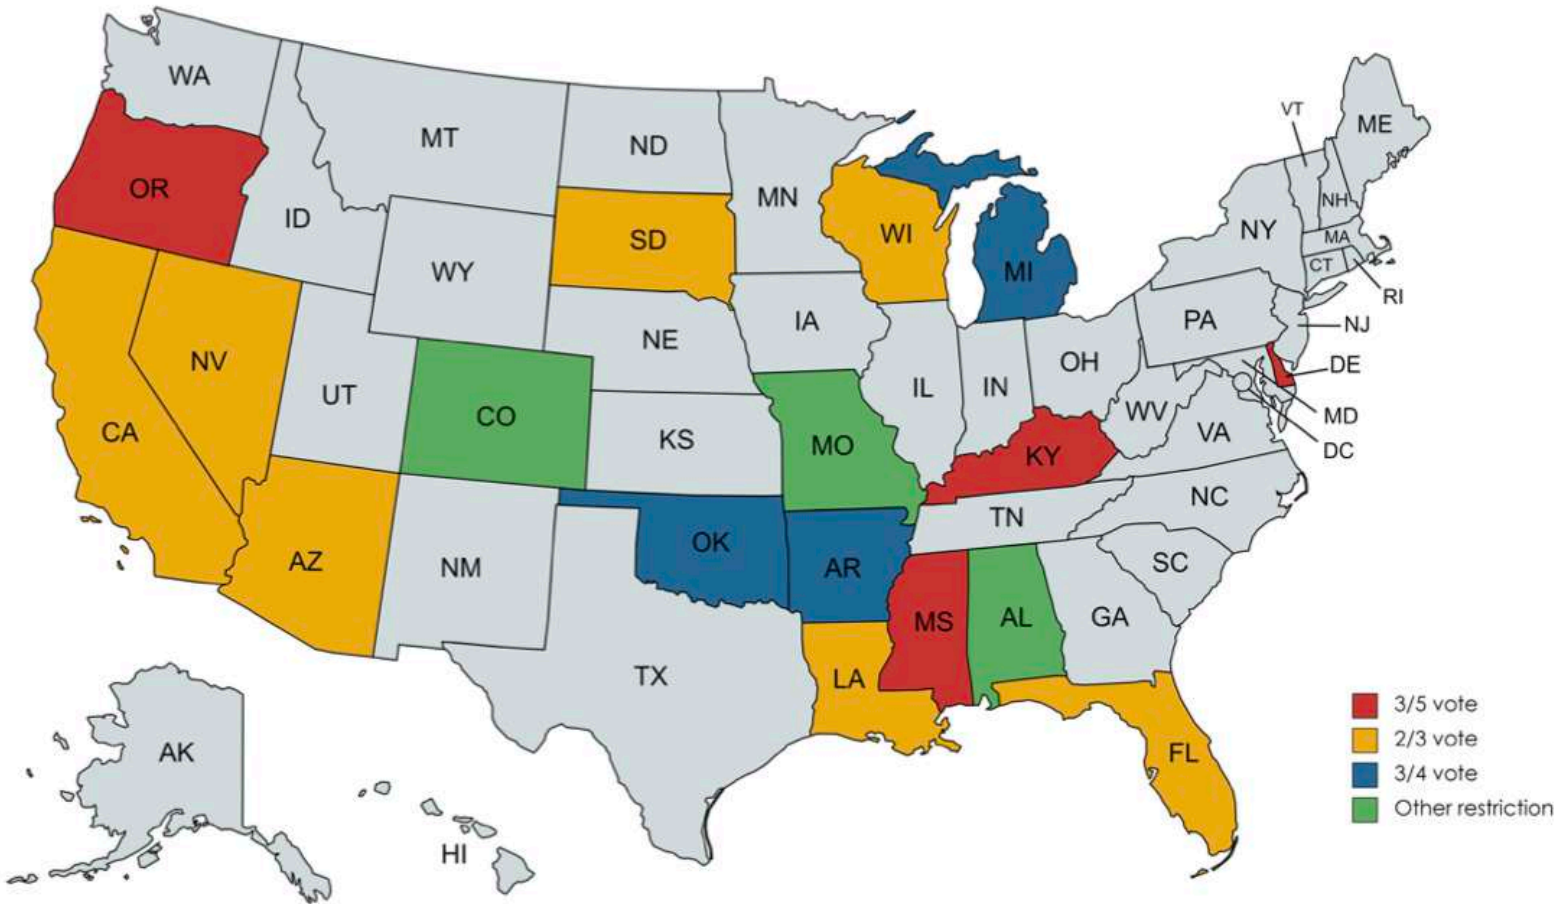 WA
MT
ND
MN
VT
ME
OR
ID
SD
WI
NH
NY
MA
WY
MI
CT
RI
IA
PA
NJ
NE
NV
OH
DE
UT
IL
IN
CO
WV
MD
CA
KS
MO
VA
KY
DC
NC
TN
OK
AZ
NM
AR
SC
MS
AL
GA
TX
LA
3/5 vote
2/3 vote
AK
FL
3/4 vote
Other restriction
HI